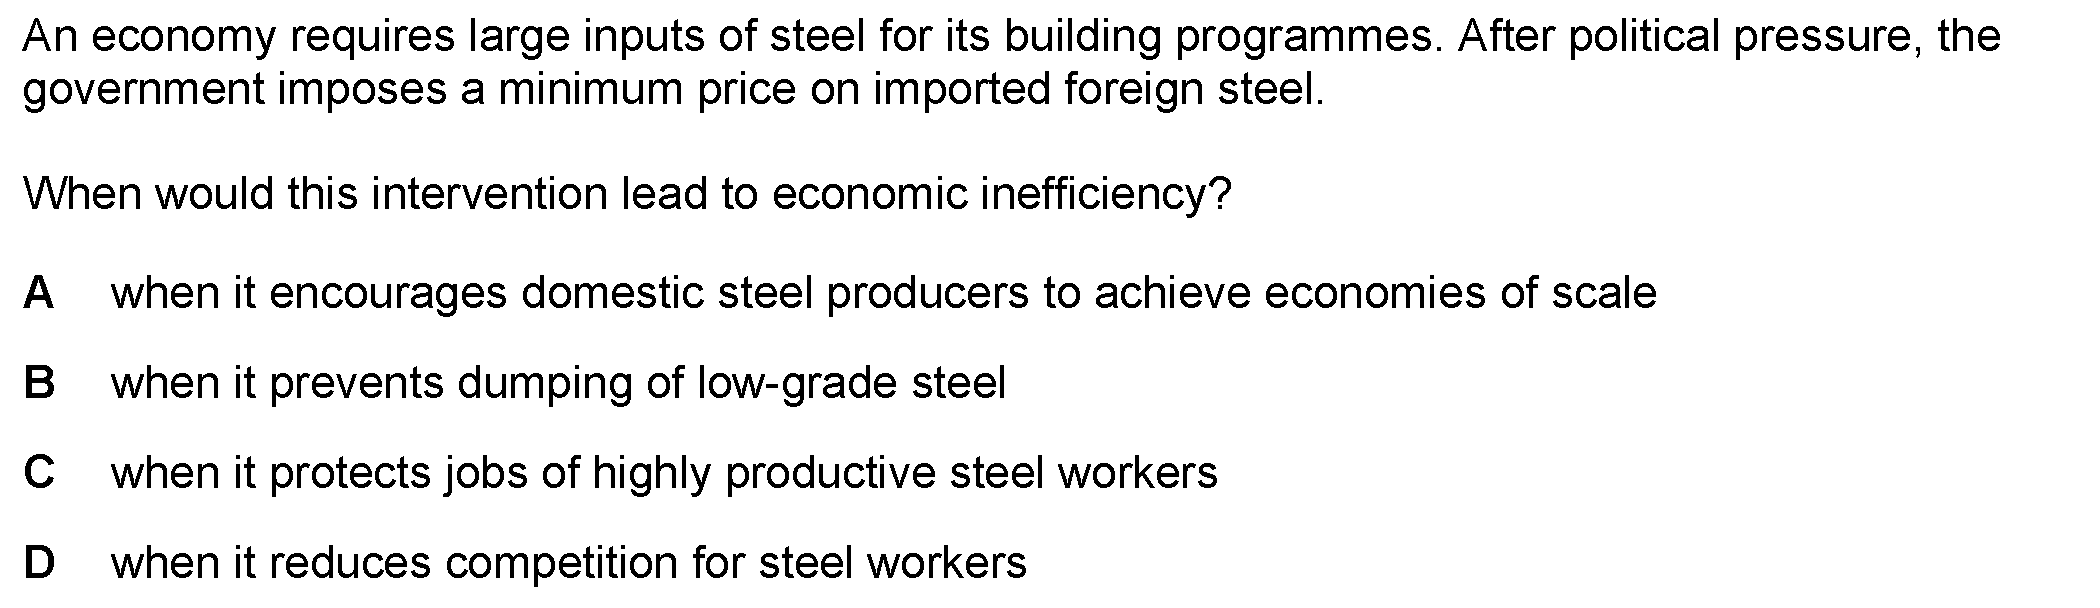 An economy requires large inputs of steel for its building programmes. After political pressure, the
government imposes a minimum price on imported foreign steel.
When would this intervention lead to economic inefficiency?
A when it encourages domestic steel producers to achieve economies of scale
B when it prevents dumping of low-grade steel
C when it protects jobs of highly productive steel workers
D when it reduces competition for steel workers